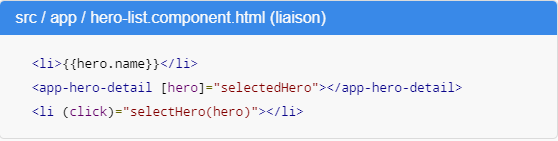 src / app / hero-list.component.html (liaison)
<li>{{hero.name}}</li>
<app-hero-detail [hero]="selectedHero"></app-hero-detail>
<li (click)="selectHero(hero)"></li>